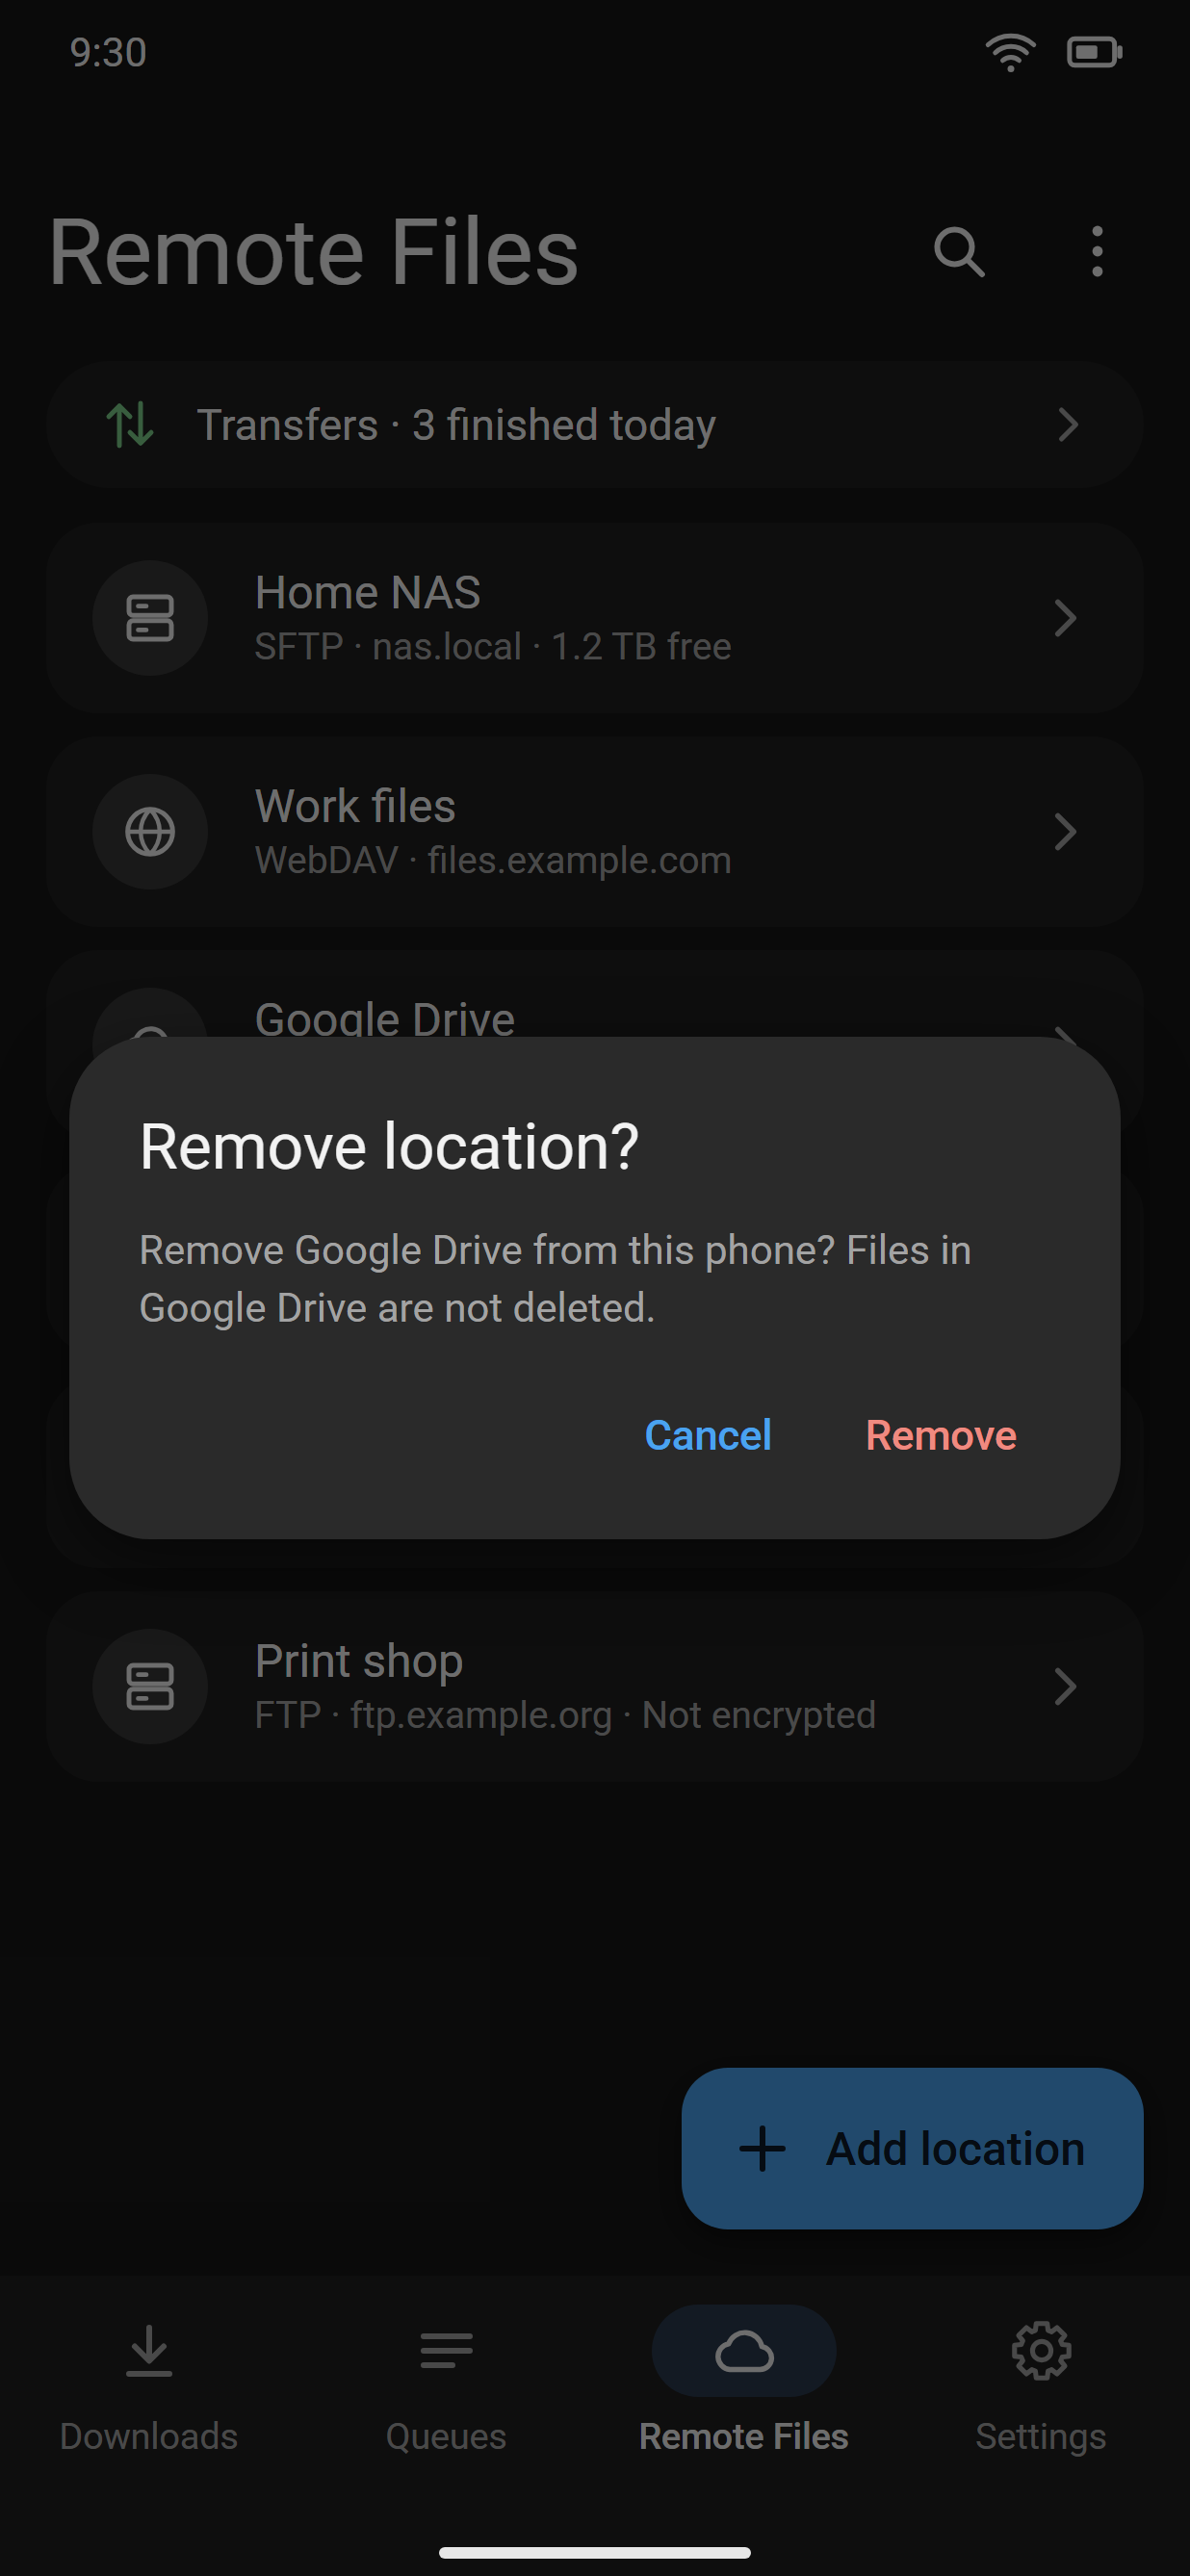 9:30
Remote Files
Transfers · 3 finished today
Home NAS
SFTP · nas.local · 1.2 TB free
Work files
WebDAV · files.example.com
Google Drive
Remove location?
Remove Google Drive from this phone? Files in
Google Drive are not deleted.
Cancel Remove
Print shop
FTP · ftp.example.org · Not encrypted
Add location
Downloads Queues Remote Files Settings